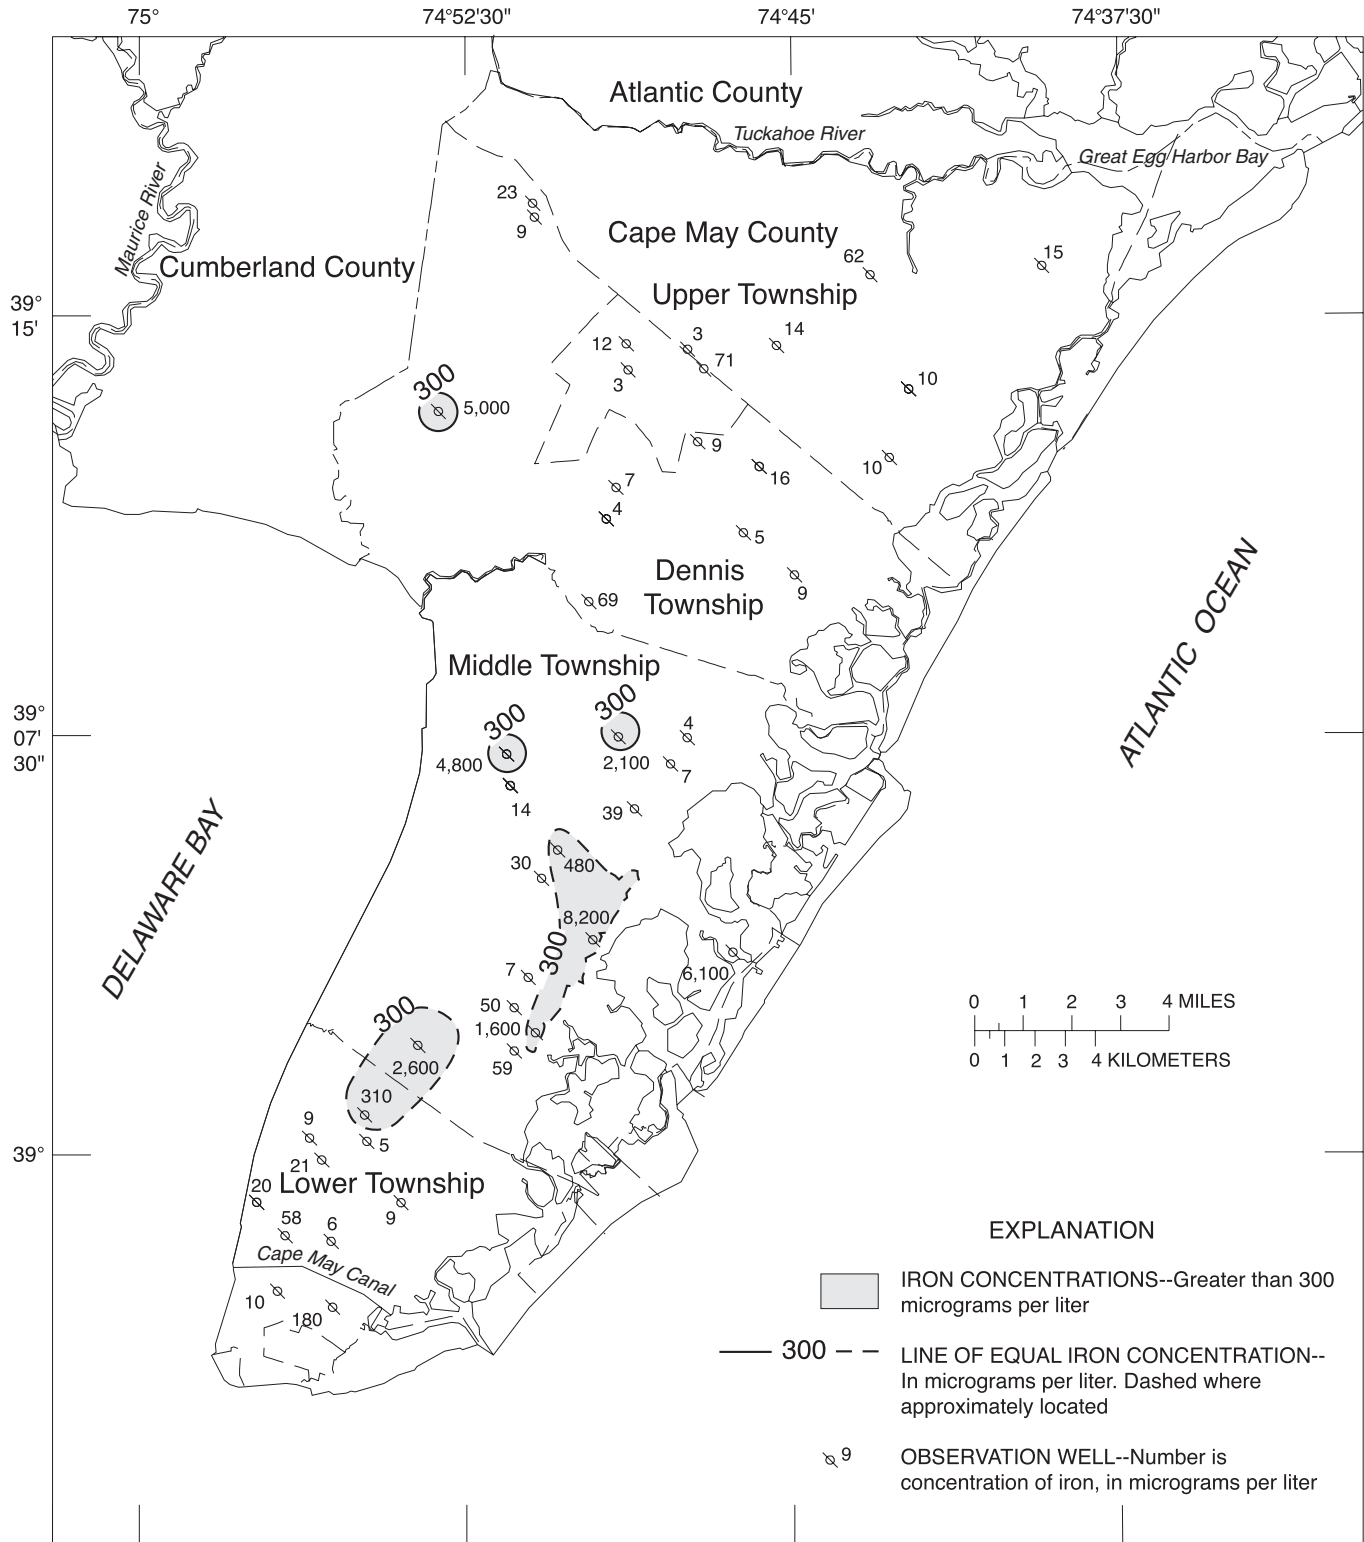 75°
74°52'30"
74°45'
74°37'30"
Atlantic County
Tuckahoe River
Great Egg Harbor Bay
Maurice River
23
9
Cape May County
Cumberland County
62
15
Upper Township
39°
15'
12
3
14
71
3
10
300
5,000
9
10
16
7
4
5
Dennis
Township
9
69
ATLANTIC OCEAN
Middle Township
39°
07'
30"
300
300
4
4,800
2,100
7
14
39
DELAWARE BAY
30
480
8,200
300
7
6,100
50
1,600
59
300
2,600
310
0 1 2 3 4 MILES
0 1 2 3 4 KILOMETERS
9
5
39°
21
20
Lower Township
58
6
9
Cape May Canal
10
180
EXPLANATION
IRON CONCENTRATIONS--Greater than 300
micrograms per liter
300
LINE OF EQUAL IRON CONCENTRATION--
In micrograms per liter. Dashed where
approximately located
9
OBSERVATION WELL--Number is
concentration of iron, in micrograms per liter